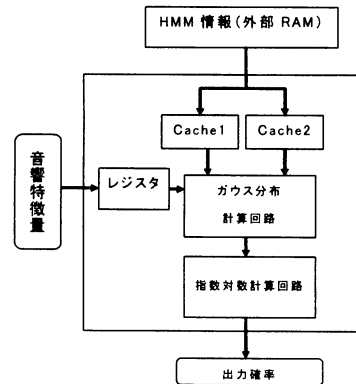 HMM 情報(外部 RAM)
Cache1
Cache2
音響特徴量
レジスタ
ガウス分布
計算回路
指数対数計算回路
出力確率